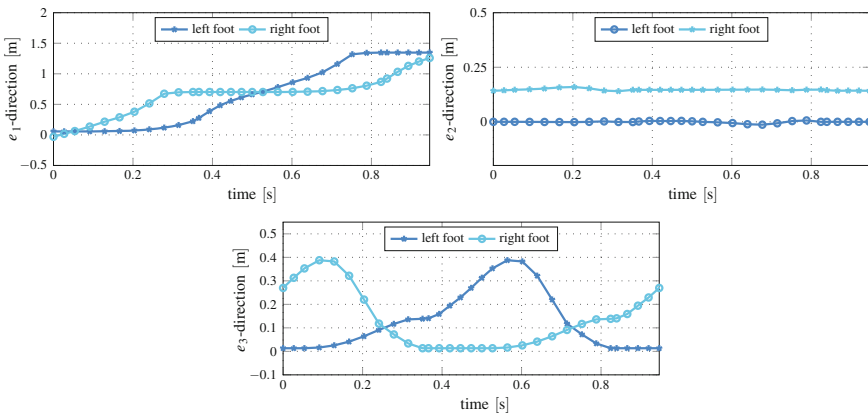 left foot right foot
e1-direction [m]
2
1.5
1
0.5
0
−0.5
0 0.2 0.4 0.6 0.8
time [s]
left foot right foot
e2-direction [m]
0.5
0.25
0
0 0.2 0.4 0.6 0.8
time [s]
left foot right foot
e3-direction [m]
0.5
0.4
0.3
0.2
0.1
0
−0.1
0 0.2 0.4 0.6 0.8
time [s]